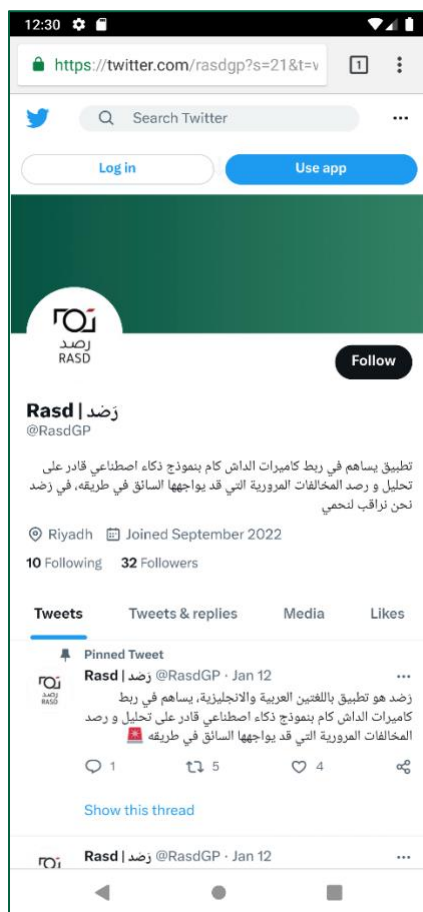 12:30
https://twitter.com/rasdgp?s=21&t=v
1
Search Twitter
Log in
Use app
رصد
RASD
Follow
Rasd | رَصد
@RasdGP
تطبيق يساهم في ربط كاميرات الداش كام بنموذج ذكاء اصطناعي قادر على
تحليل و رصد المخالفات المرورية التي قد يواجهها السائق في طريقه، في رَصد
نحن نراقب لنحمي
Riyadh Joined September 2022
10 Following 32 Followers
Tweets Tweets & replies Media Likes
Pinned Tweet
Rasd | رَصد @RasdGP · Jan 12
رَصد هو تطبيق باللغتين العربية والانجليزية، يساهم في ربط
كاميرات الداش كام بنموذج ذكاء اصطناعي قادر على تحليل و رصد
المخالفات المرورية التي قد يواجهها السائق في طريقه
1 5 4
Show this thread
Rasd | رَصد @RasdGP · Jan 12